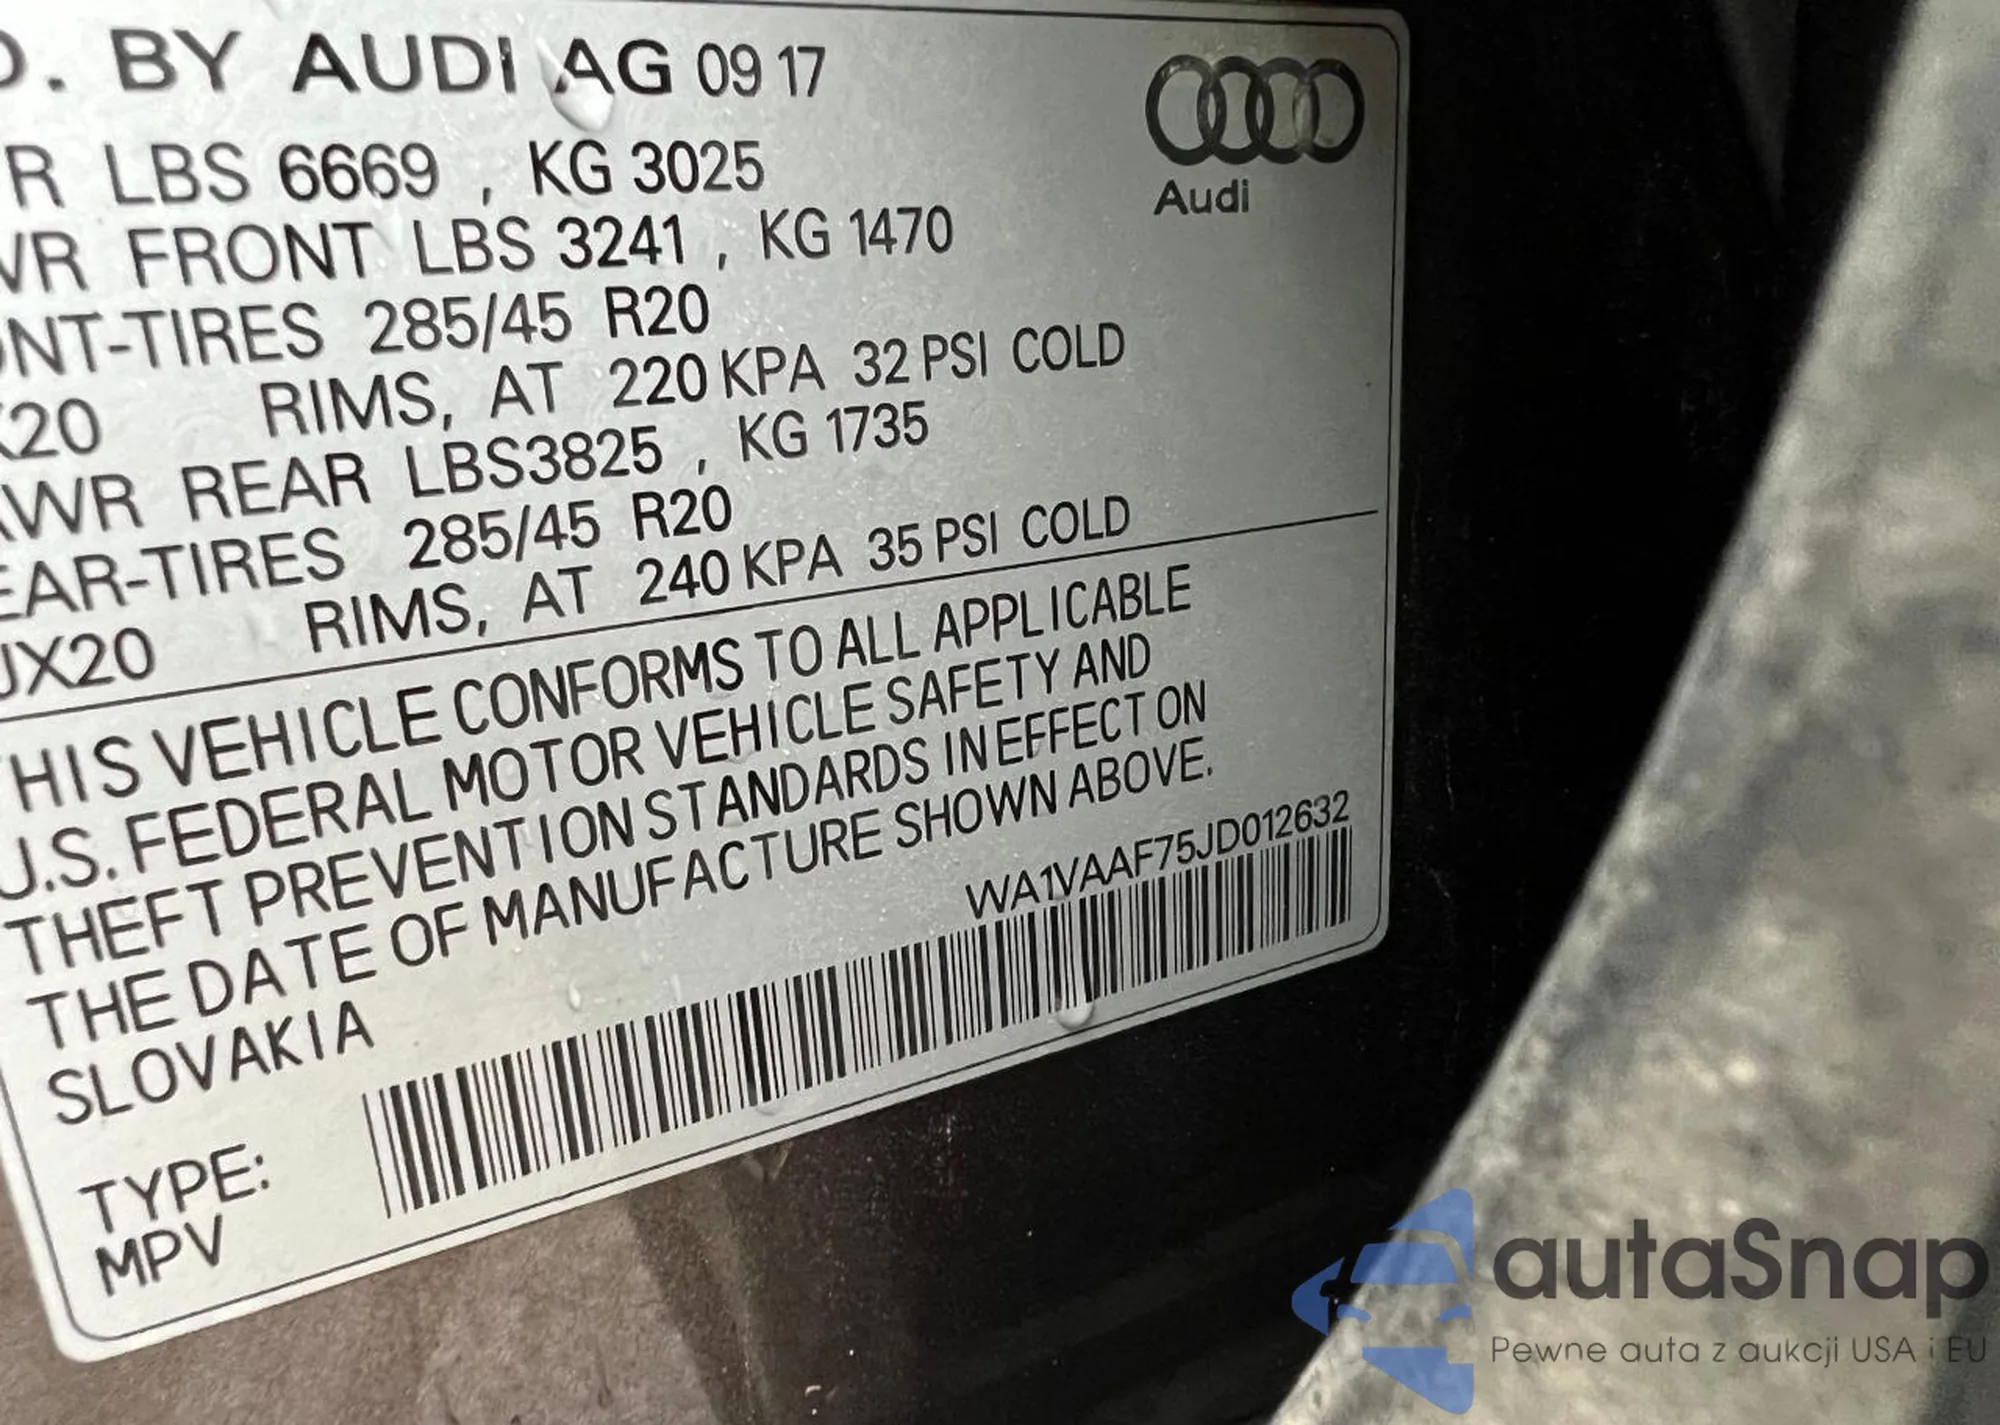 D. BY AUDI AG 09 17
R LBS 6669 , KG 3025
WR FRONT LBS 3241 , KG 1470
ONT-TIRES 285/45 R20
X20 RIMS, AT 220 KPA 32 PSI COLD
AWR REAR LBS3825 , KG 1735
EAR-TIRES 285/45 R20
JX20 RIMS, AT 240 KPA 35 PSI COLD
THIS VEHICLE CONFORMS TO ALL APPLICABLE
U.S. FEDERAL MOTOR VEHICLE SAFETY AND
THEFT PREVENTION STANDARDS IN EFFECT ON
THE DATE OF MANUFACTURE SHOWN ABOVE.
SLOVAKIA
WA1VAAF75JD012632
TYPE:
MPV
Audi
autaSnap
Pewne auta z aukcji USA i EU